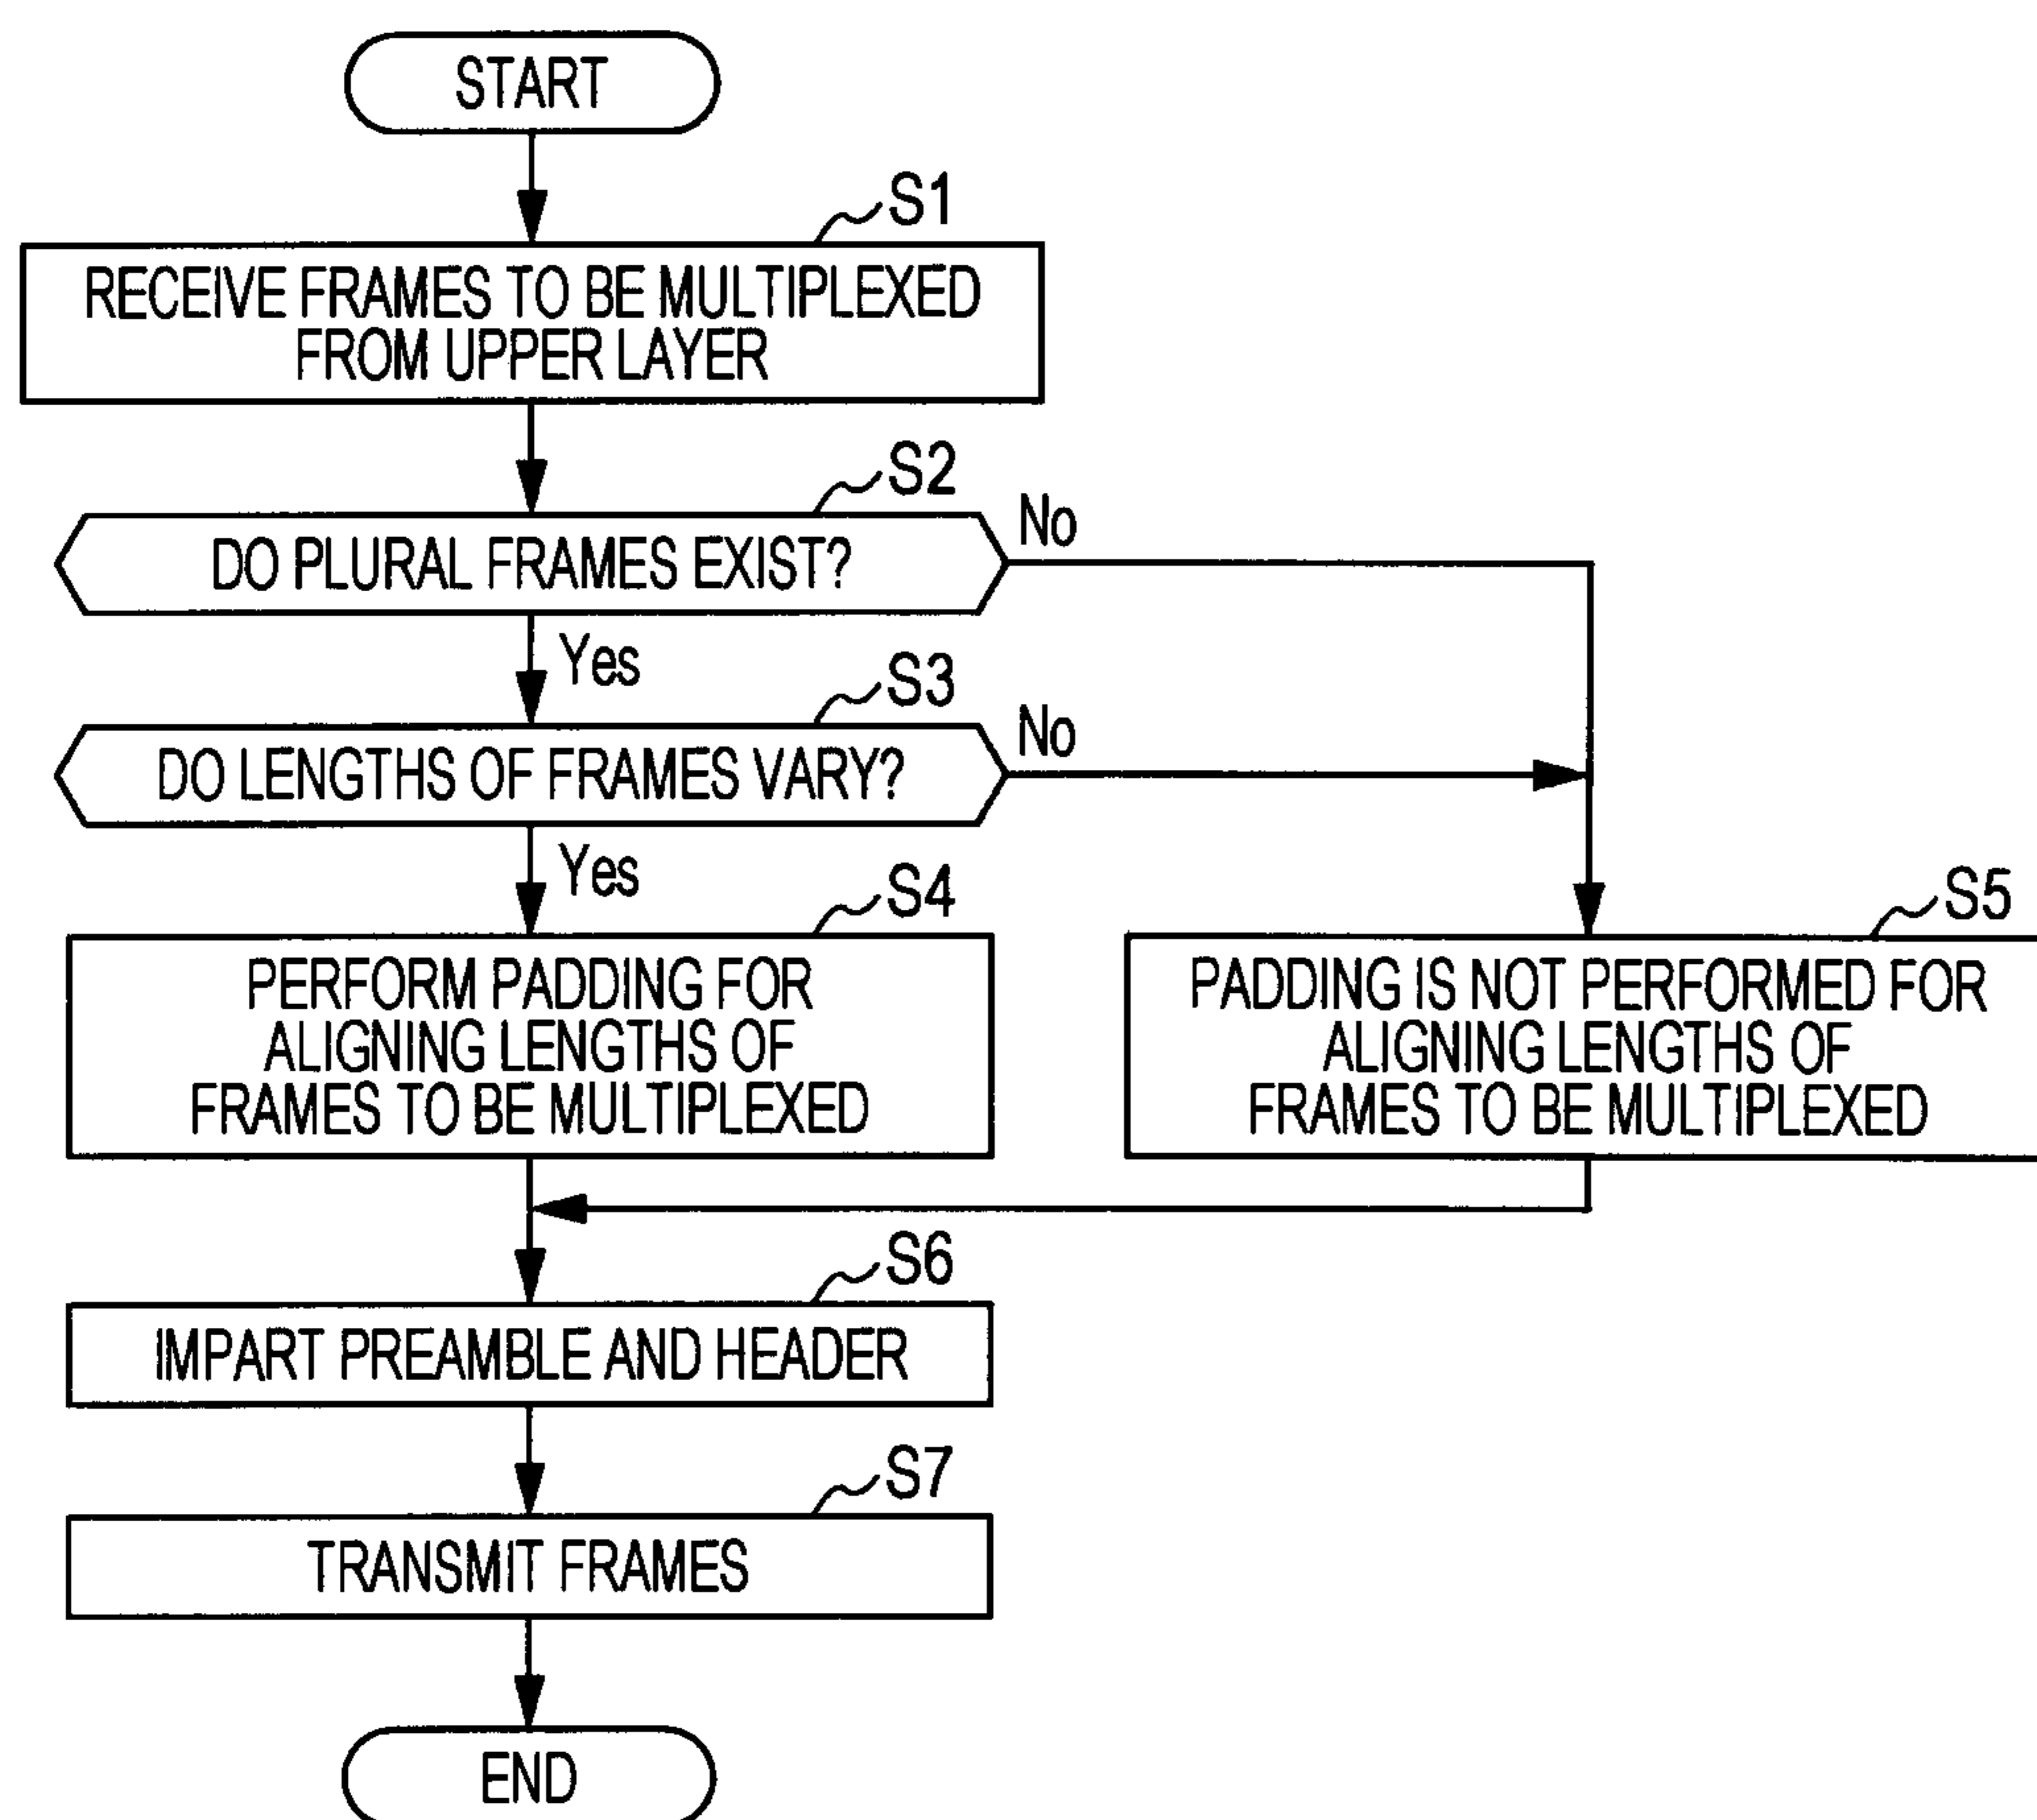 START
S1
RECEIVE FRAMES TO BE MULTIPLEXED
FROM UPPER LAYER
S2
DO PLURAL FRAMES EXIST?
No
Yes
S3
DO LENGTHS OF FRAMES VARY?
No
Yes
S4
PERFORM PADDING FOR
ALIGNING LENGTHS OF
FRAMES TO BE MULTIPLEXED
S5
PADDING IS NOT PERFORMED FOR
ALIGNING LENGTHS OF
FRAMES TO BE MULTIPLEXED
S6
IMPART PREAMBLE AND HEADER
S7
TRANSMIT FRAMES
END